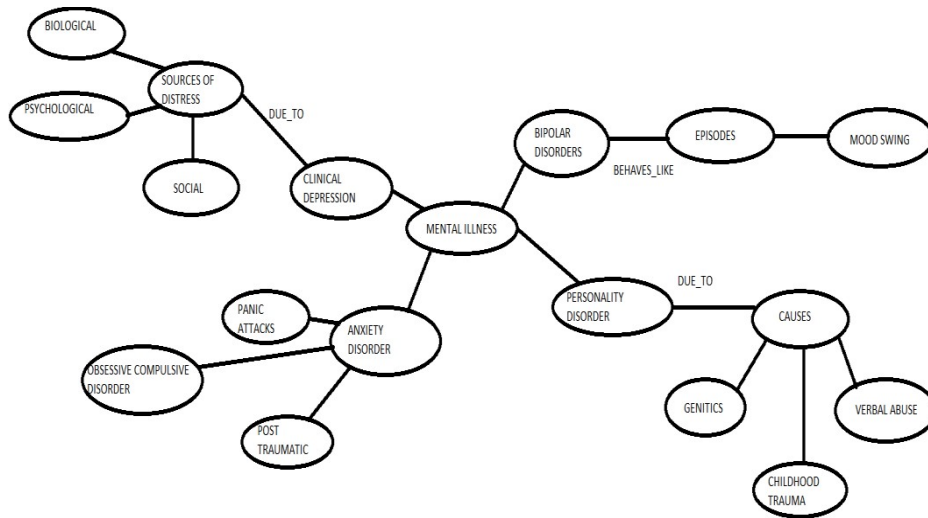 BIOLOGICAL
SOURCES OF
DISTRESS
PSYCHOLOGICAL
SOCIAL
DUE_TO
CLINICAL
DEPRESSION
MENTAL ILLNESS
BIPOLAR
DISORDERS
BEHAVES_LIKE
EPISODES
MOOD SWING
PERSONALITY
DISORDER
DUE_TO
CAUSES
GENITICS
VERBAL ABUSE
CHILDHOOD
TRAUMA
PANIC
ATTACKS
ANXIETY
DISORDER
OBSESSIVE COMPULSIVE
DISORDER
POST
TRAUMATIC